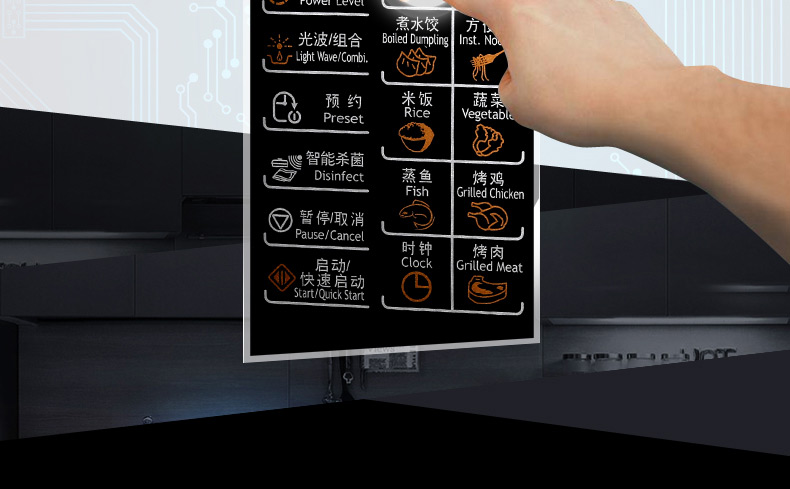 Power Level
光波/组合
Light Wave/Combi.
预约
Preset
智能杀菌
Disinfect
暂停/取消
Pause/Cancel
启动/
快速启动
Start/Quick Start
煮水饺
Boiled Dumpling
米饭
Rice
蒸鱼
Fish
时钟
Clock
方便
Inst.
蔬菜
Vegetable
烤鸡
Grilled Chicken
烤肉
Grilled Meat